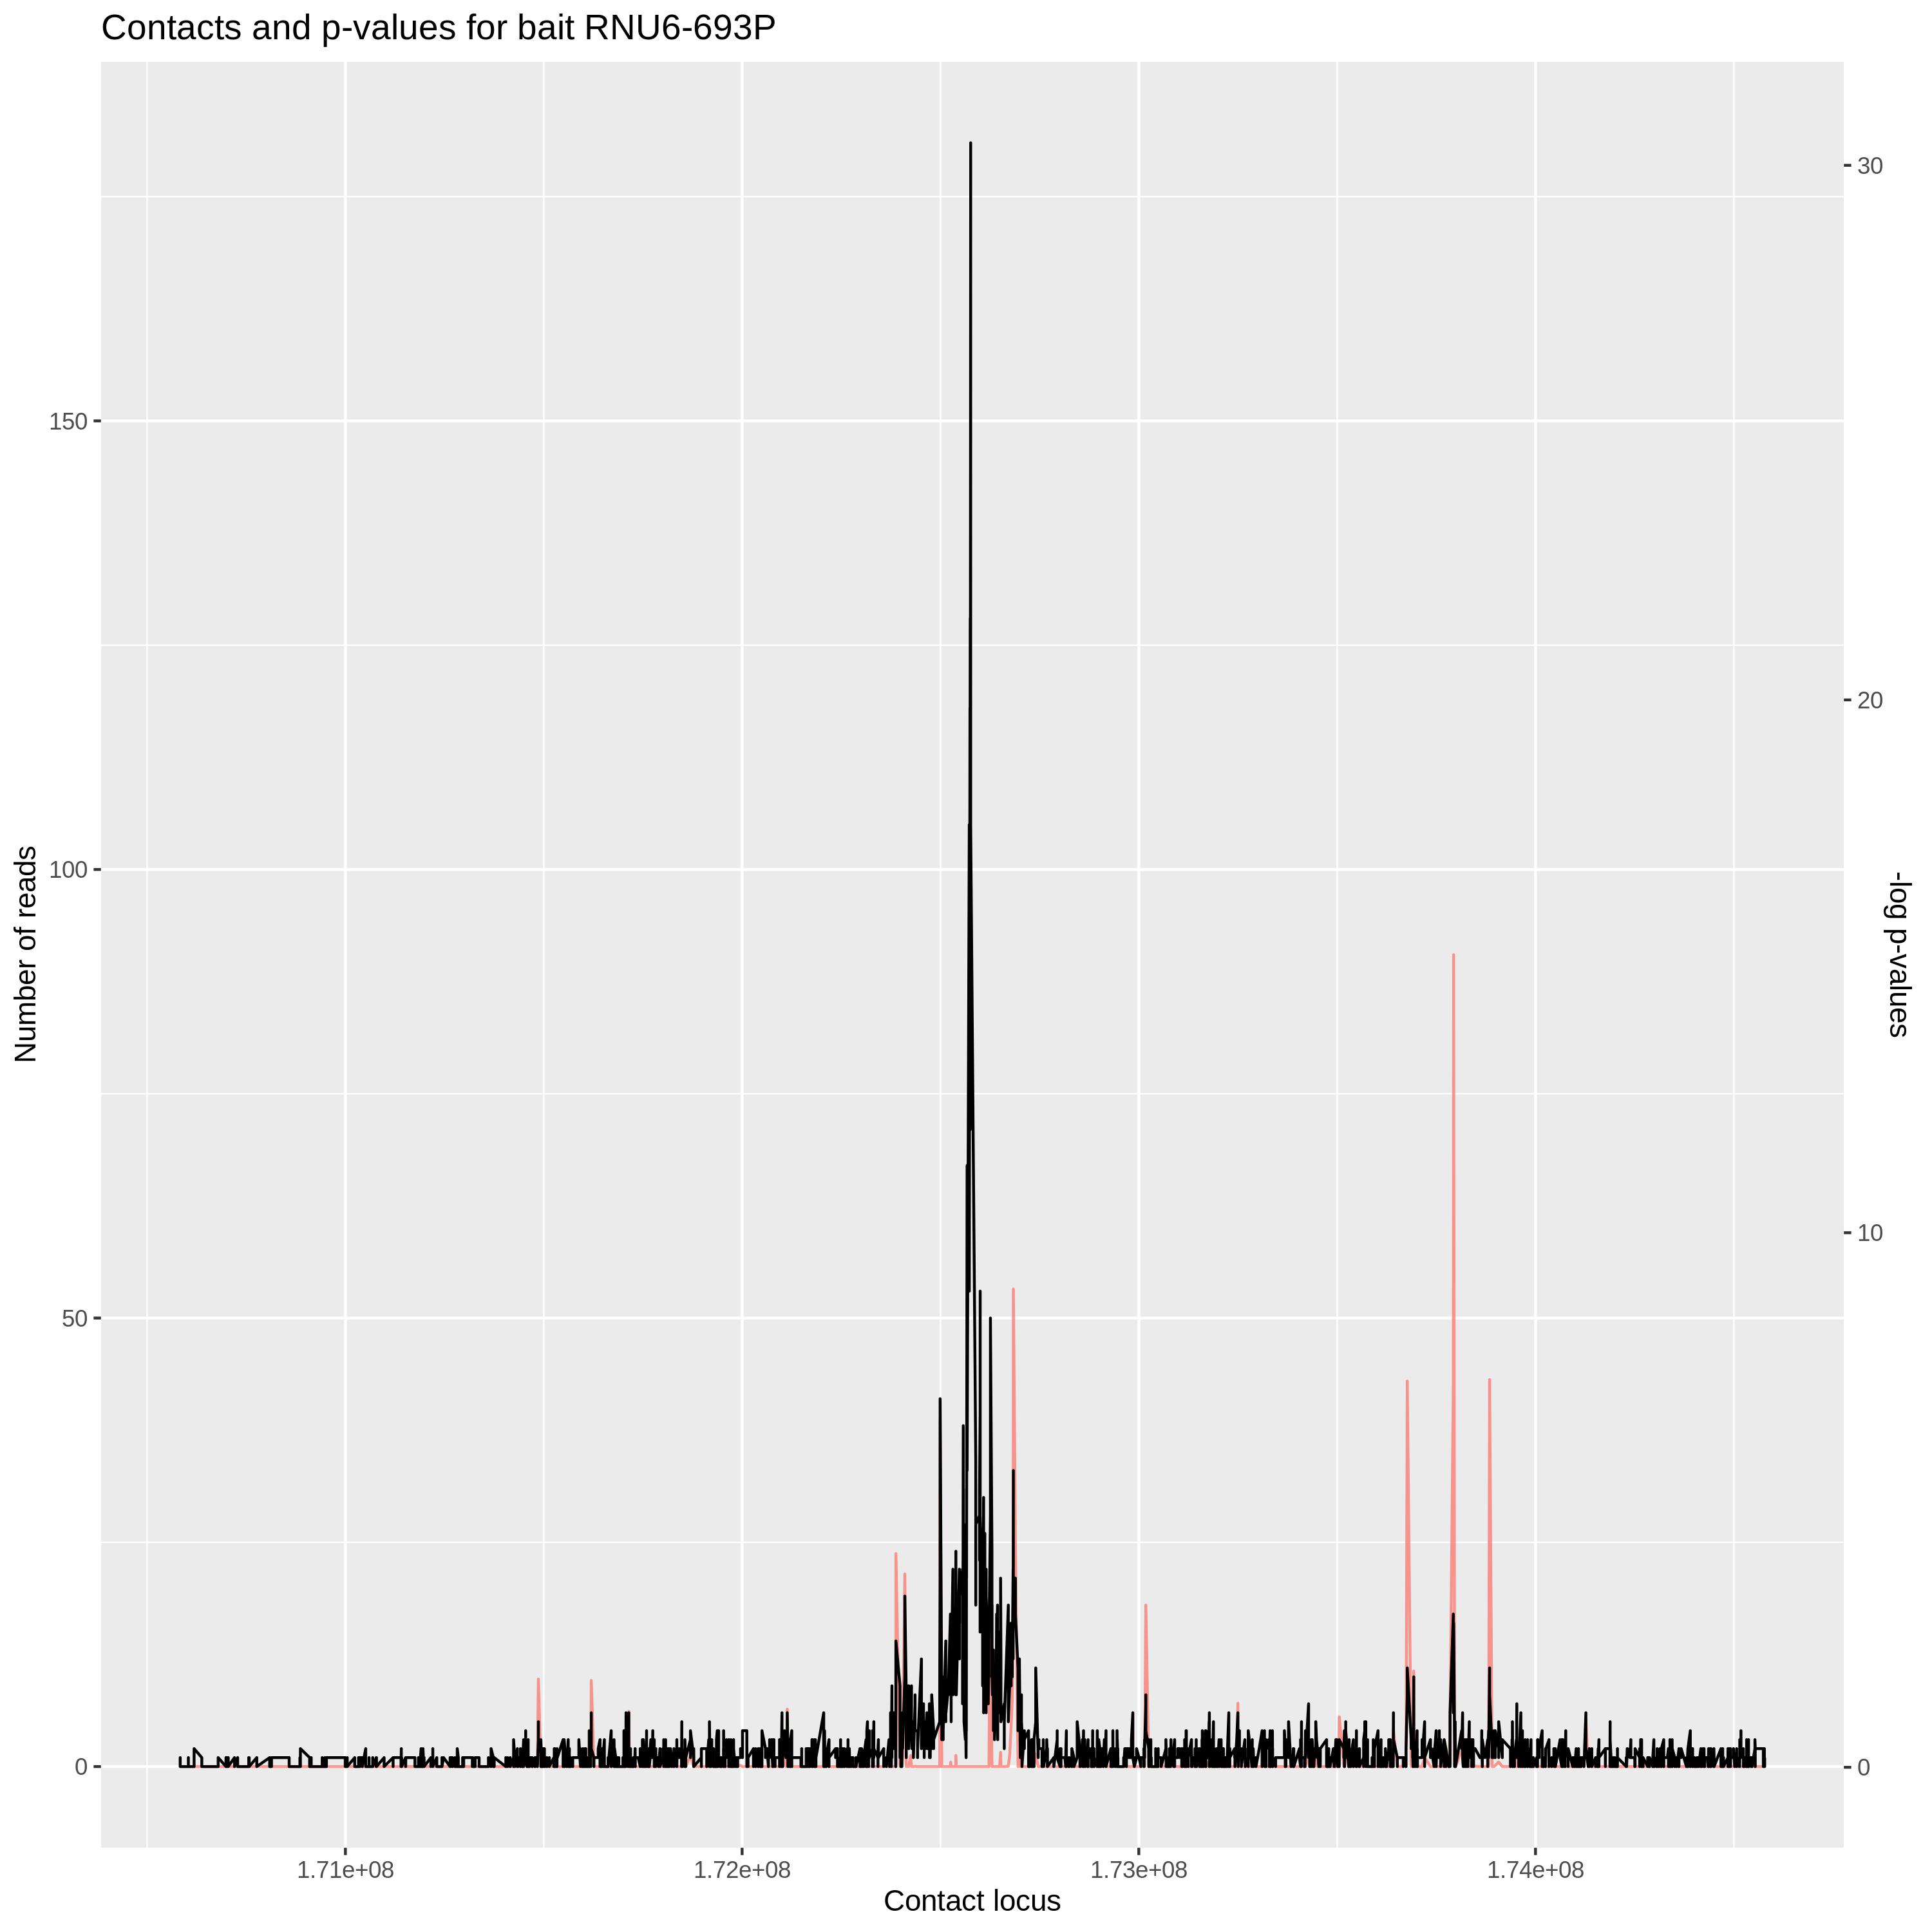 Contacts and p-values for bait RNU6-693P
Number of reads
150
100
50
0
30
20
10
0
-log p-values
1.71e+08
1.72e+08
1.73e+08
1.74e+08
Contact locus